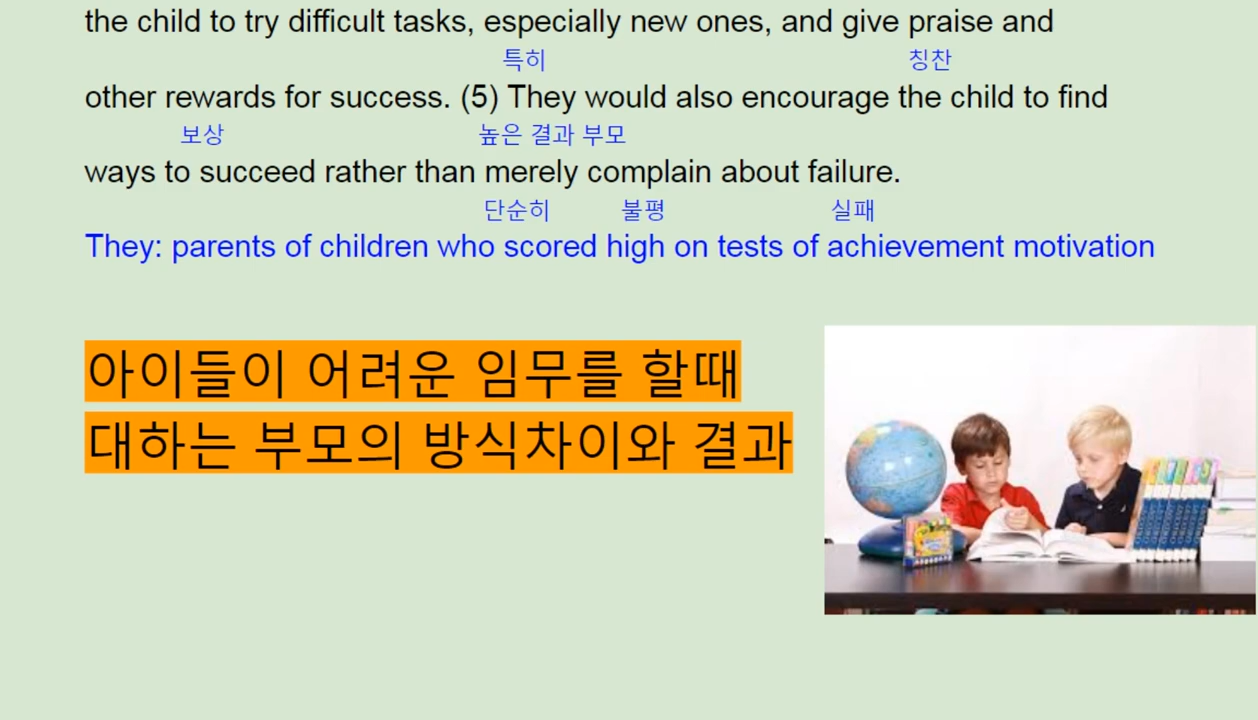 the child to try difficult tasks, especially new ones, and give praise and
특히 칭찬
other rewards for success. (5) They would also encourage the child to find
보상 높은 결과 부모
ways to succeed rather than merely complain about failure.
단순히 불평 실패
They: parents of children who scored high on tests of achievement motivation
아이들이 어려운 임무를 할때
대하는 부모의 방식차이와 결과